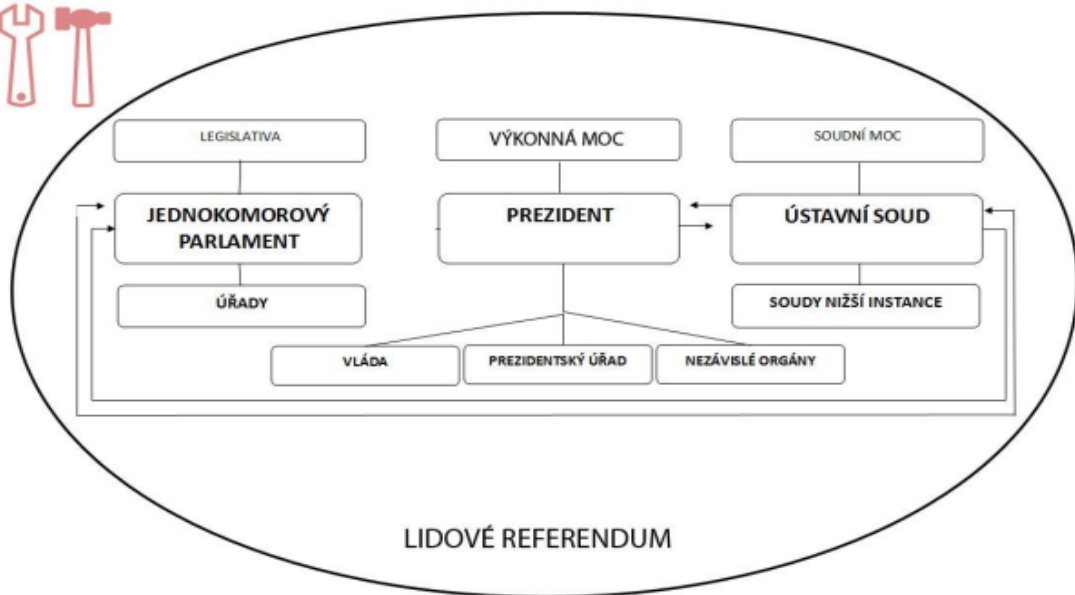 LEGISLATIVA
VÝKONNÁ MOC
SOUDNÍ MOC
JEDNOKOMOROVÝ
PARLAMENT
PREZIDENT
ÚSTAVNÍ SOUD
ÚŘADY
SOUDY NIŽŠÍ INSTANCE
VLÁDA
PREZIDENTSKÝ ÚŘAD
NEZÁVISLÉ ORGÁNY
LIDOVÉ REFERENDUM